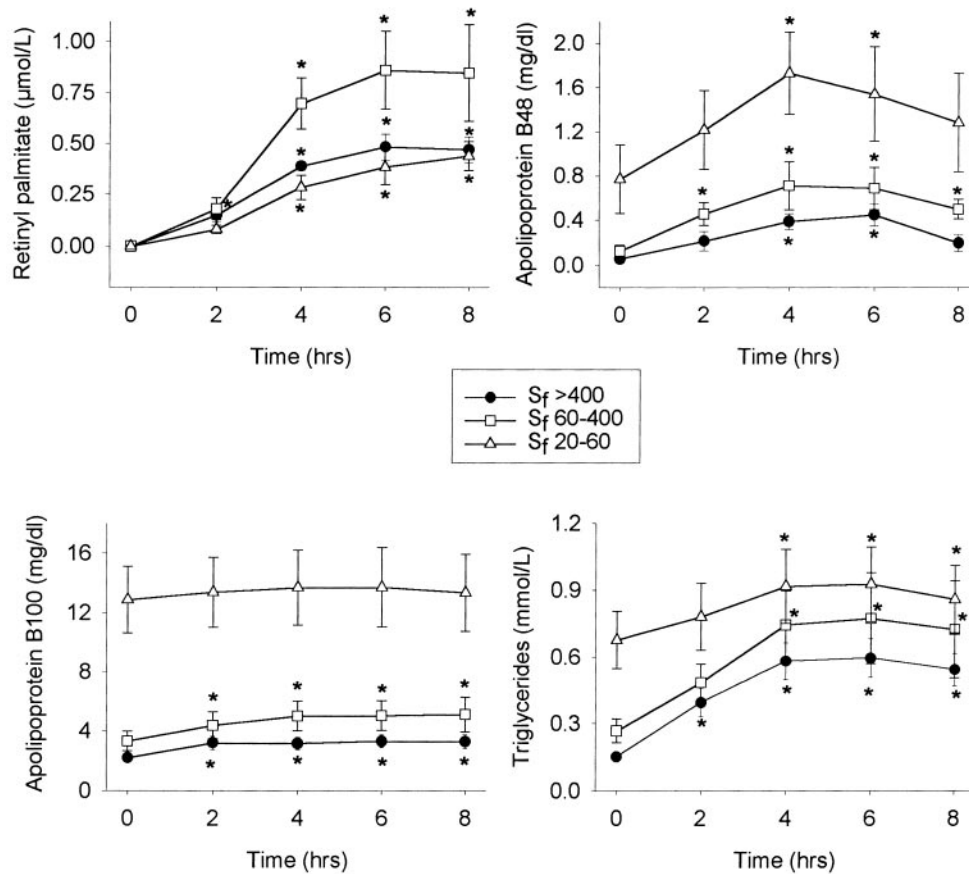 Retinyl palmitate (µmol/L)
1.00
0.75
0.50
0.25
0.00
* * * * * * * * * *
0 2 4 6 8
Time (hrs)
Apolipoprotein B48 (mg/dl)
2.0
1.6
1.2
0.8
0.4
0.0
* * * * * * * *
0 2 4 6 8
Time (hrs)
Sf >400
Sf 60-400
Sf 20-60
Apolipoprotein B100 (mg/dl)
16
12
8
4
0
* * * * * * * *
0 2 4 6 8
Time (hrs)
Triglycerides (mmol/L)
1.2
0.9
0.6
0.3
0.0
* * * * * * * * * *
0 2 4 6 8
Time (hrs)